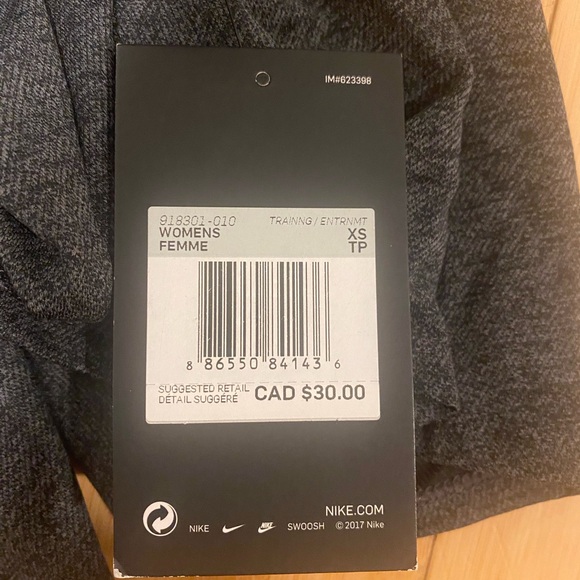 IM#623398
918301-010 TRAINNG / ENTRNMT
WOMENS XS
FEMME TP
8 86550 84143 6
SUGGESTED RETAIL
DÉTAIL SUGGÉRÉ CAD $30.00
NIKE.COM
NIKE NIKE SWOOSH © 2017 Nike